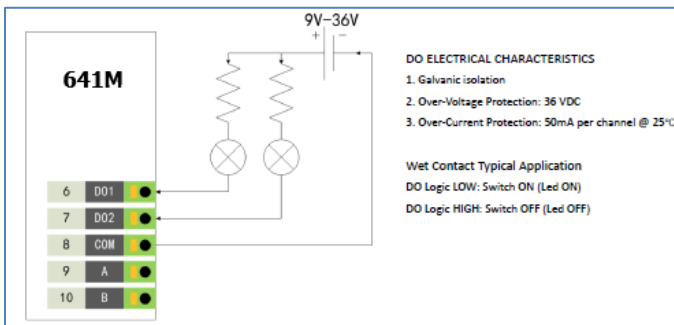 9V-36V
+ -
641M
DO ELECTRICAL CHARACTERISTICS
1. Galvanic isolation
2. Over-Voltage Protection: 36 VDC
3. Over-Current Protection: 50mA per channel @ 25℃
Wet Contact Typical Application
DO Logic LOW: Switch ON (Led ON)
DO Logic HIGH: Switch OFF (Led OFF)
6 DO1
7 DO2
8 COM
9 A
10 B